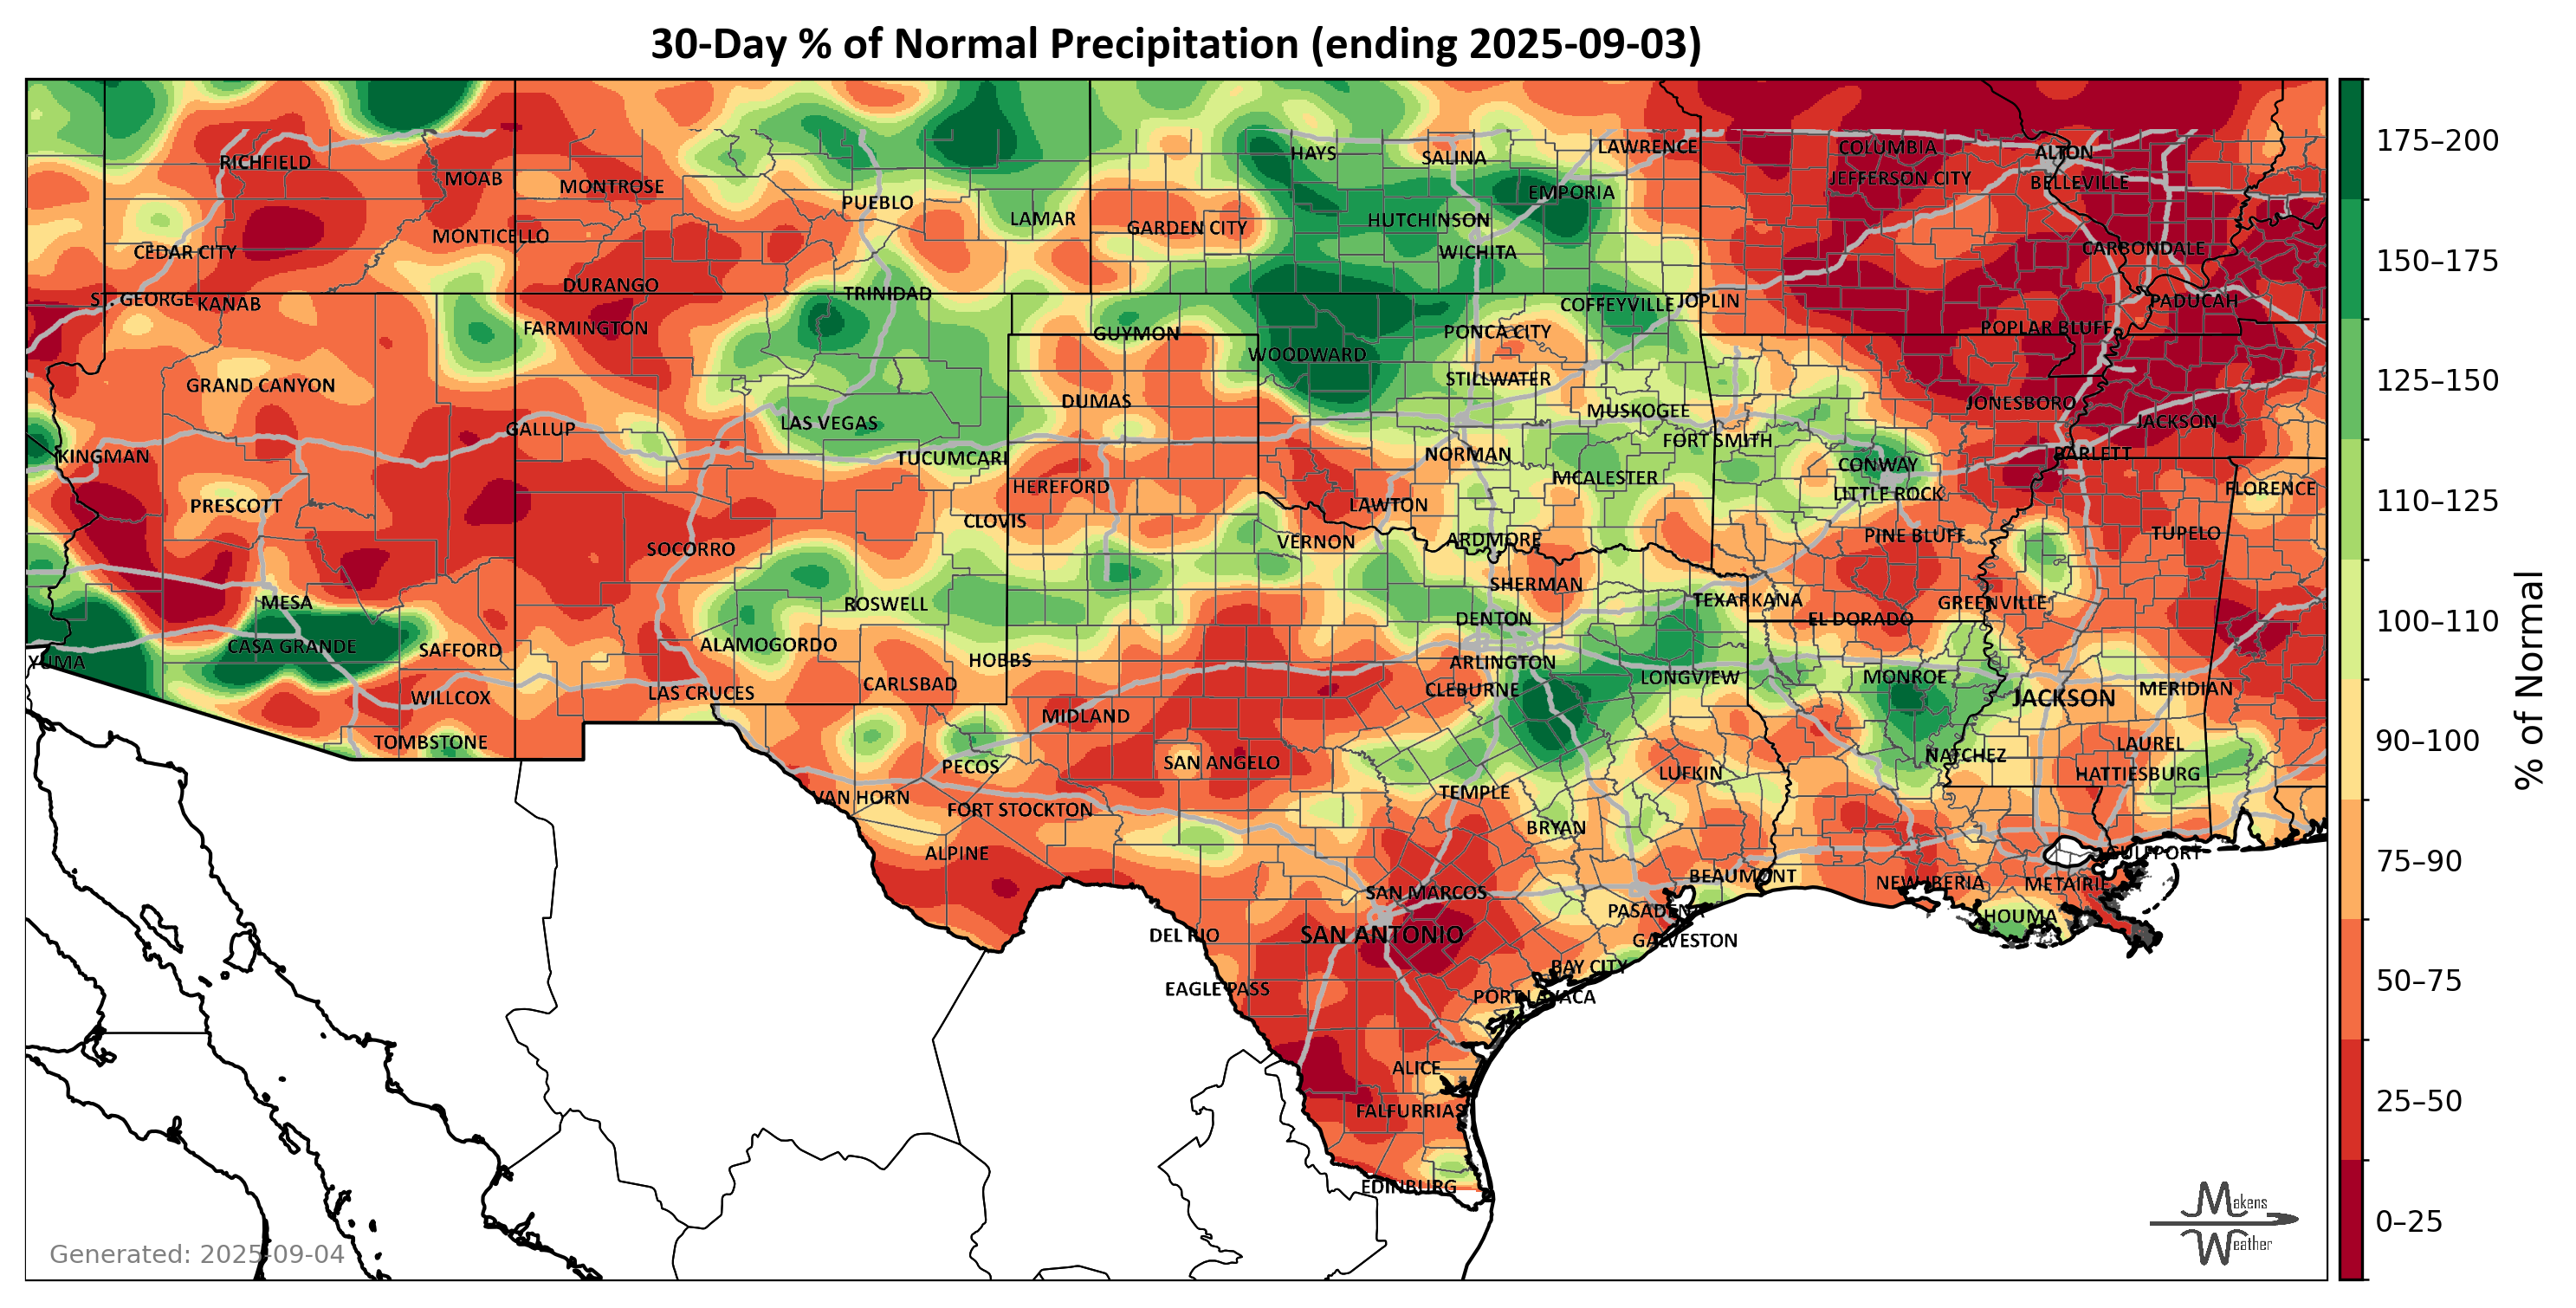 30-Day % of Normal Precipitation (ending 2025-09-03)
HAYS
SALINA
LAWRENCE
COLUMBIA
ALTON
RICHFIELD
MOAB
MONTROSE
EMPORIA
JEFFERSON CITY
BELLEVILLE
PUEBLO
LAMAR
GARDEN CITY
HUTCHINSON
CEDAR CITY
MONTICELLO
WICHITA
CARBONDALE
DURANGO
TRINIDAD
ST. GEORGE
KANAB
COFFEYVILLE
JOPLIN
PADUCAH
FARMINGTON
GUYMON
PONCA CITY
POPLAR BLUFF
WOODWARD
GRAND CANYON
STILLWATER
DUMAS
MUSKOGEE
JONESBORO
GALLUP
LAS VEGAS
FORT SMITH
JACKSON
KINGMAN
TUCUMCARI
NORMAN
CONWAY
BARLETT
HEREFORD
MCALESTER
LITTLE ROCK
FLORENCE
PRESCOTT
CLOVIS
LAWTON
SOCORRO
VERNON
ARDMORE
PINE BLUFF
TUPELO
MESA
ROSWELL
SHERMAN
TEXARKANA
GREENVILLE
CASA GRANDE
SAFFORD
ALAMOGORDO
DENTON
EL DORADO
YUMA
HOBBS
ARLINGTON
WILLCOX
LAS CRUCES
CARLSBAD
CLEBURNE
LONGVIEW
MONROE
JACKSON
MERIDIAN
TOMBSTONE
MIDLAND
PECOS
SAN ANGELO
LUFKIN
NATCHEZ
LAUREL
VAN HORN
FORT STOCKTON
TEMPLE
HATTIESBURG
ALPINE
BRYAN
GULFPORT
SAN MARCOS
BEAUMONT
NEW IBERIA
METAIRIE
DEL RIO
SAN ANTONIO
PASADENA
HOUMA
GALVESTON
EAGLE PASS
BAY CITY
PORT LAVACA
ALICE
FALFURRIAS
EDINBURG
175–200
150–175
125–150
110–125
100–110
90–100
75–90
50–75
25–50
0–25
% of Normal
Generated: 2025-09-04
Makens
Weather